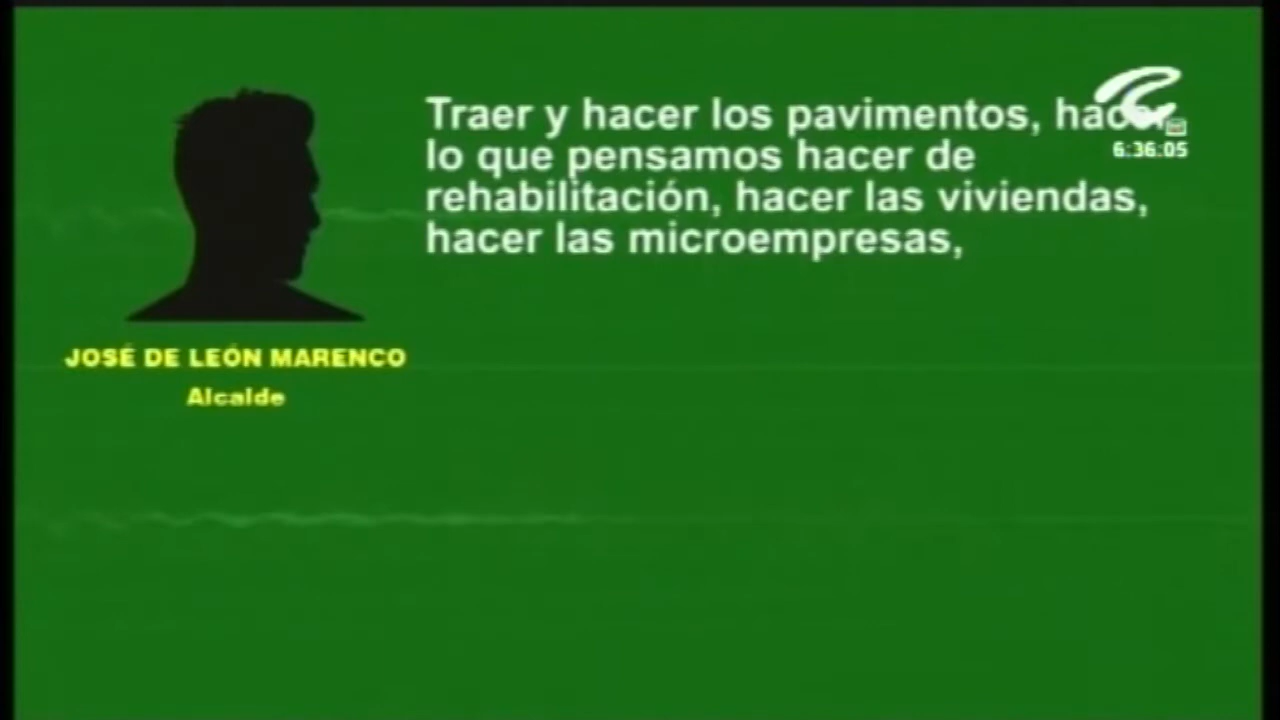 Traer y hacer los pavimentos, hacer
lo que pensamos hacer de
rehabilitación, hacer las viviendas,
hacer las microempresas,
6:36:05
JOSÉ DE LEÓN MARENCO
Alcalde